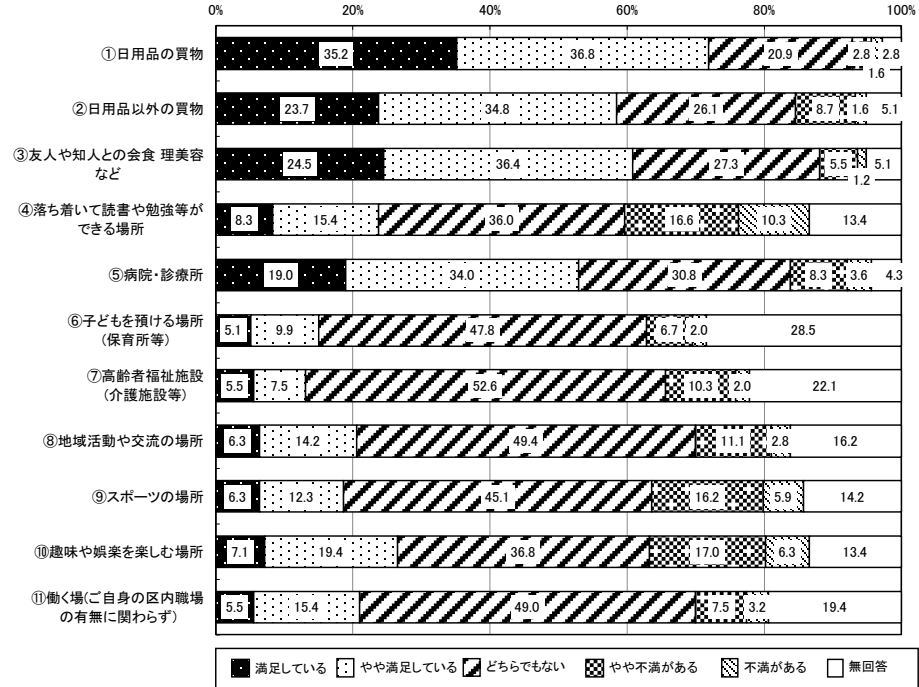 0% 20% 40% 60% 80% 100%
①日用品の買物 35.2 36.8 20.9 2.8 2.8
1.6
②日用品以外の買物 23.7 34.8 26.1 8.7 1.6 5.1
③友人や知人との会食 理美容
など
24.5 36.4 27.3 5.5 5.1
1.2
④落ち着いて読書や勉強等が
できる場所
8.3 15.4 36.0 16.6 10.3 13.4
⑤病院・診療所 19.0 34.0 30.8 8.3 3.6 4.3
⑥子どもを預ける場所
(保育所等)
5.1 9.9 47.8 6.7 2.0 28.5
⑦高齢者福祉施設
(介護施設等)
5.5 7.5 52.6 10.3 2.0 22.1
⑧地域活動や交流の場所 6.3 14.2 49.4 11.1 2.8 16.2
⑨スポーツの場所 6.3 12.3 45.1 16.2 5.9 14.2
⑩趣味や娯楽を楽しむ場所 7.1 19.4 36.8 17.0 6.3 13.4
⑪働く場(ご自身の区内職場
の有無に関わらず)
5.5 15.4 49.0 7.5 3.2 19.4
満足している やや満足している どちらでもない やや不満がある 不満がある 無回答